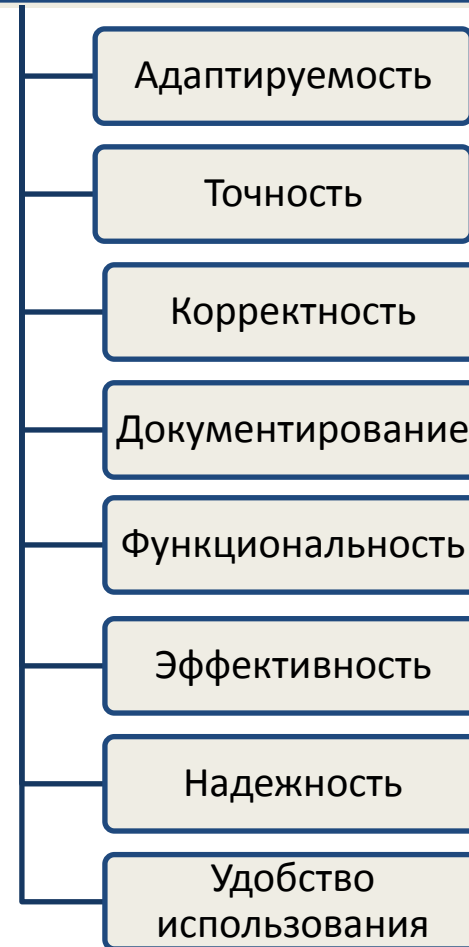 Адаптируемость
Точность
Корректность
Документирование
Функциональность
Эффективность
Надежность
Удобство
использования